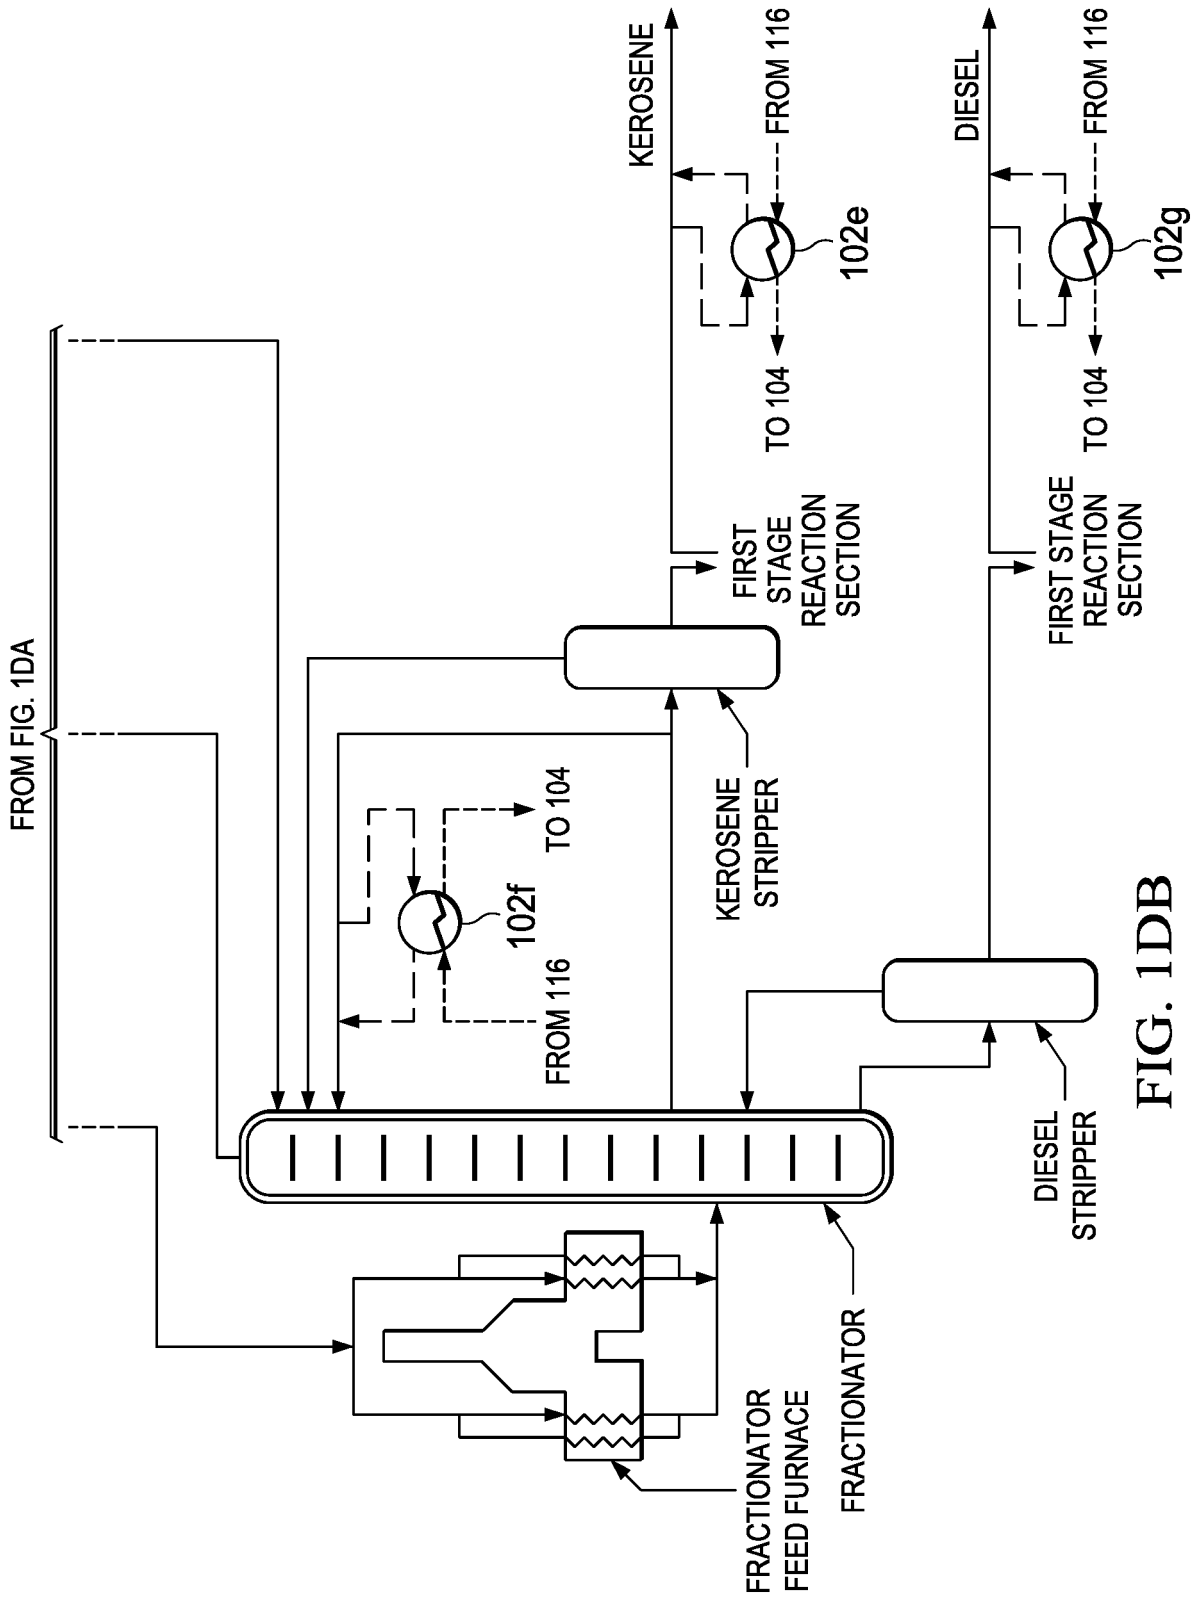 FROM FIG. 1DA
KEROSENE
FROM 116
102e
TO 104
FIRST
STAGE
REACTION
SECTION
DIESEL
FROM 116
102g
TO 104
FIRST STAGE
REACTION
SECTION
TO 104
102f
FROM 116
KEROSENE
STRIPPER
DIESEL
STRIPPER
FRACTIONATOR
FRACTIONATOR
FEED FURNACE
FIG. 1DB